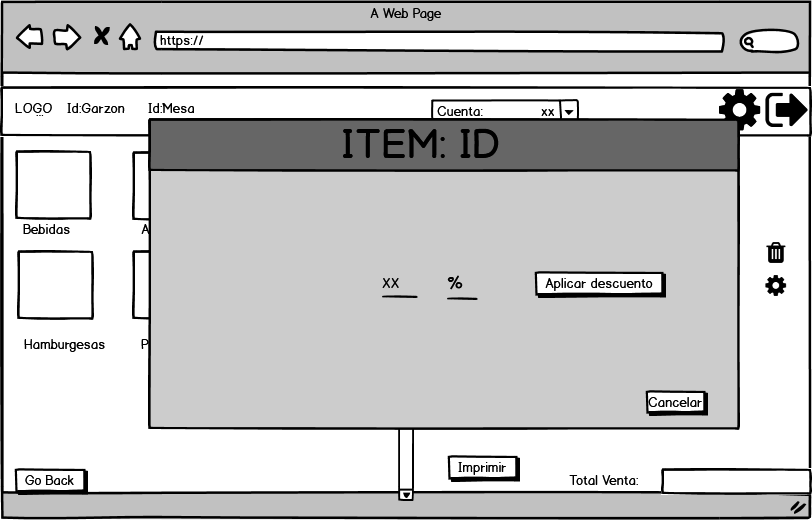 A Web Page
https://
LOGO Id:Garzon Id:Mesa
Cuenta: xx
ITEM: ID
Bebidas
A
xx % Aplicar descuento
Hamburgesas
P
Cancelar
Imprimir
Go Back
Total Venta: